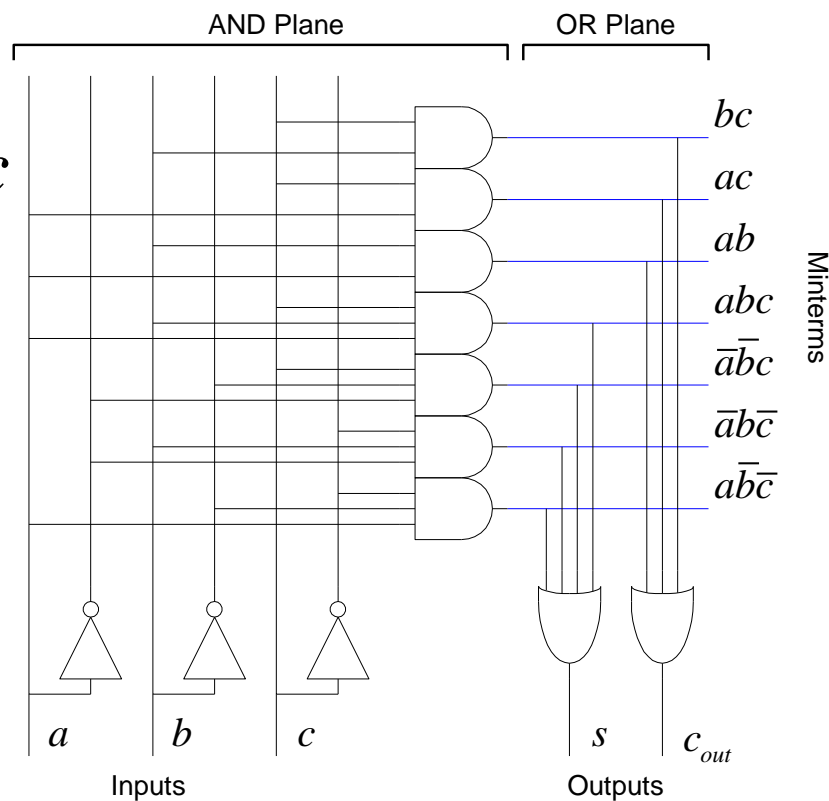 AND Plane OR Plane
c
bc
ac
ab
abc
a̅b̅c
a̅bc̅
ab̅c̅
Minterms
a b c s c_out
Inputs Outputs